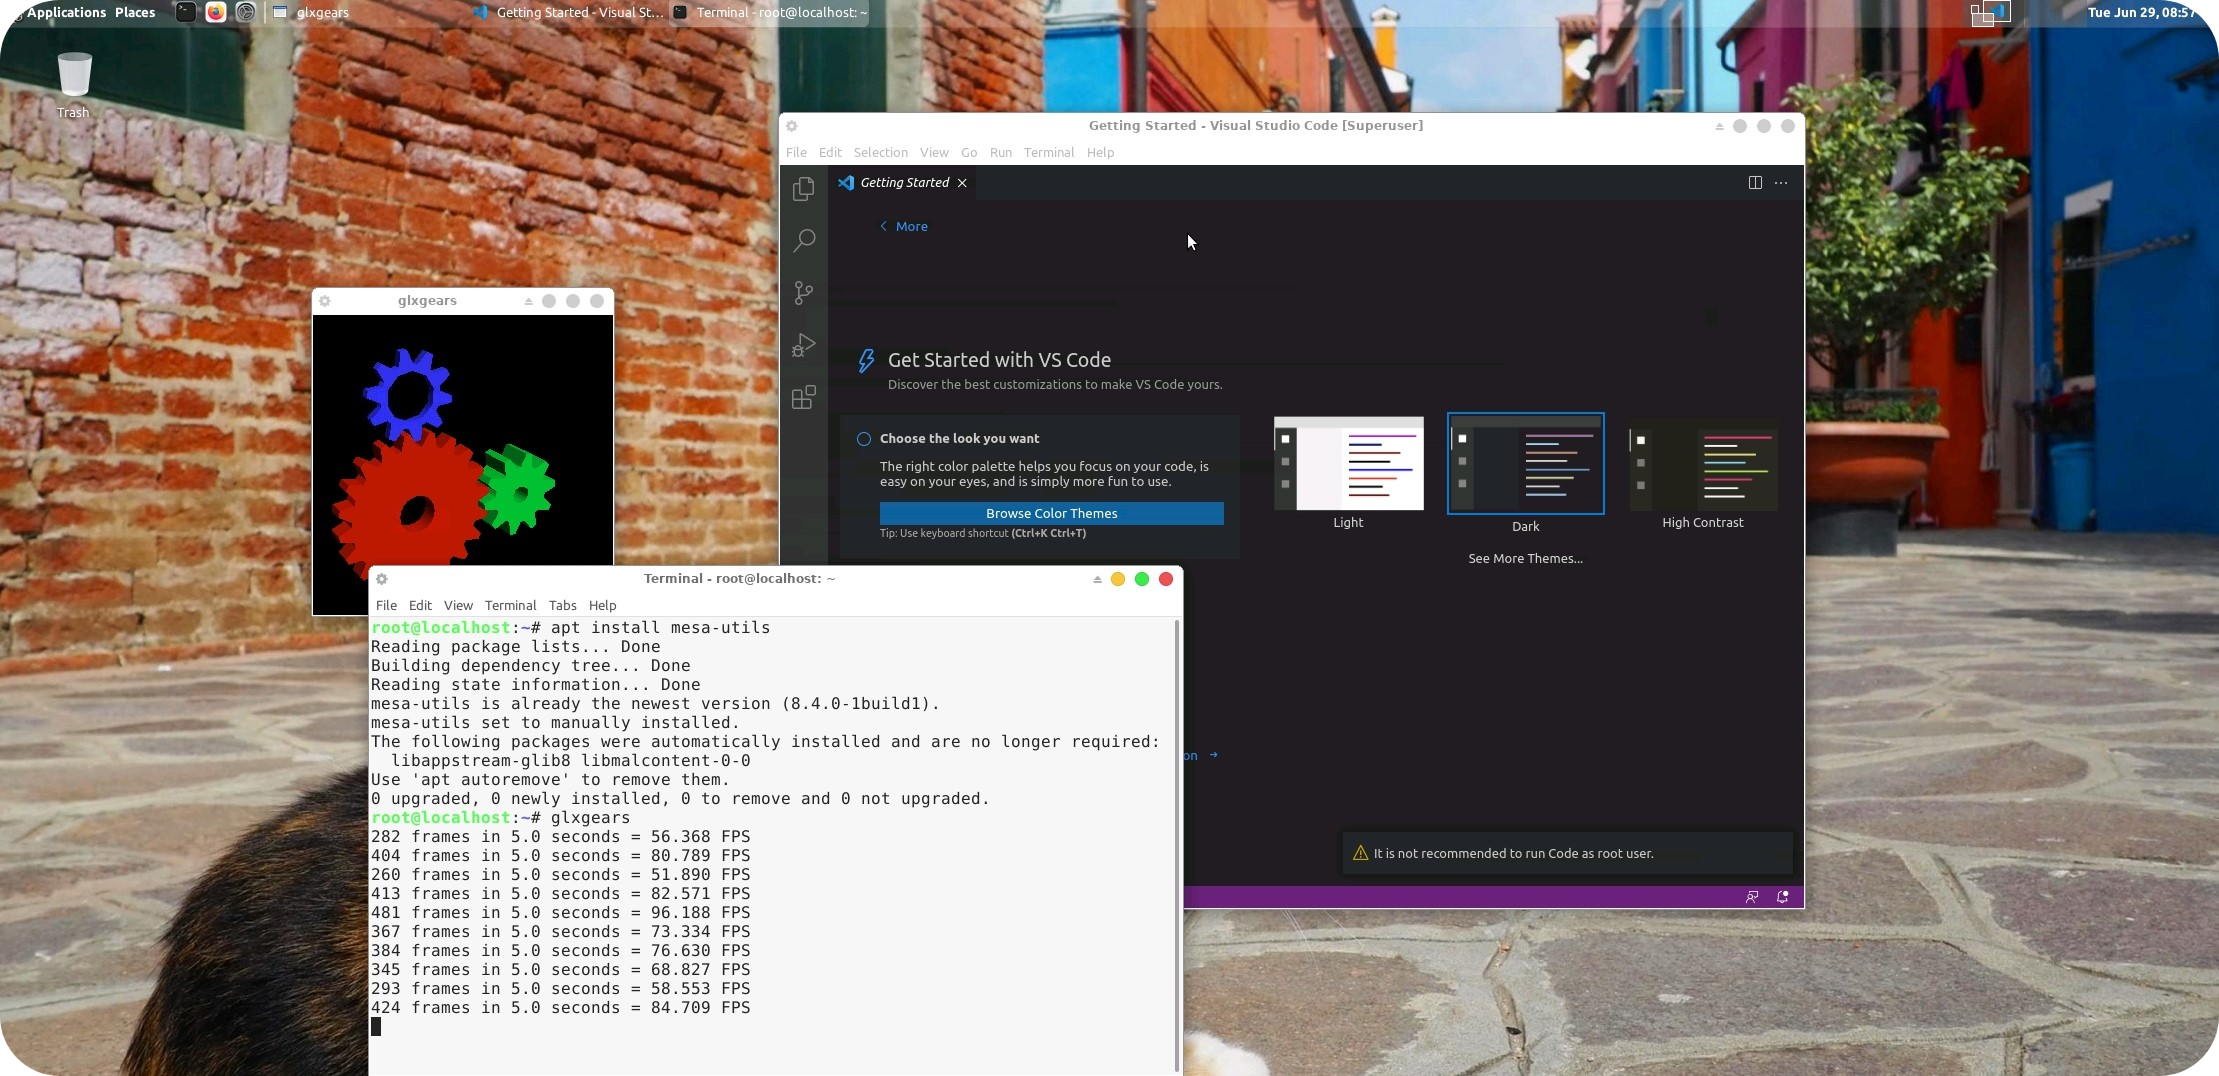 Applications Places
glxgears
Getting Started - Visual St...
Terminal - root@localhost: ~
Tue Jun 29, 08:57
Trash
Getting Started - Visual Studio Code [Superuser]
File Edit Selection View Go Run Terminal Help
Getting Started
More
Get Started with VS Code
Discover the best customizations to make VS Code yours.
Choose the look you want
The right color palette helps you focus on your code, is
easy on your eyes, and is simply more fun to use.
Browse Color Themes
Tip: Use keyboard shortcut (Ctrl+K Ctrl+T)
Light
Dark
High Contrast
See More Themes...
on →
It is not recommended to run Code as root user.
glxgears
Terminal - root@localhost: ~
File Edit View Terminal Tabs Help
root@localhost:~# apt install mesa-utils
Reading package lists... Done
Building dependency tree... Done
Reading state information... Done
mesa-utils is already the newest version (8.4.0-1build1).
mesa-utils set to manually installed.
The following packages were automatically installed and are no longer required:
  libappstream-glib8 libmalcontent-0-0
Use 'apt autoremove' to remove them.
0 upgraded, 0 newly installed, 0 to remove and 0 not upgraded.
root@localhost:~# glxgears
282 frames in 5.0 seconds = 56.368 FPS
404 frames in 5.0 seconds = 80.789 FPS
260 frames in 5.0 seconds = 51.890 FPS
413 frames in 5.0 seconds = 82.571 FPS
481 frames in 5.0 seconds = 96.188 FPS
367 frames in 5.0 seconds = 73.334 FPS
384 frames in 5.0 seconds = 76.630 FPS
345 frames in 5.0 seconds = 68.827 FPS
293 frames in 5.0 seconds = 58.553 FPS
424 frames in 5.0 seconds = 84.709 FPS